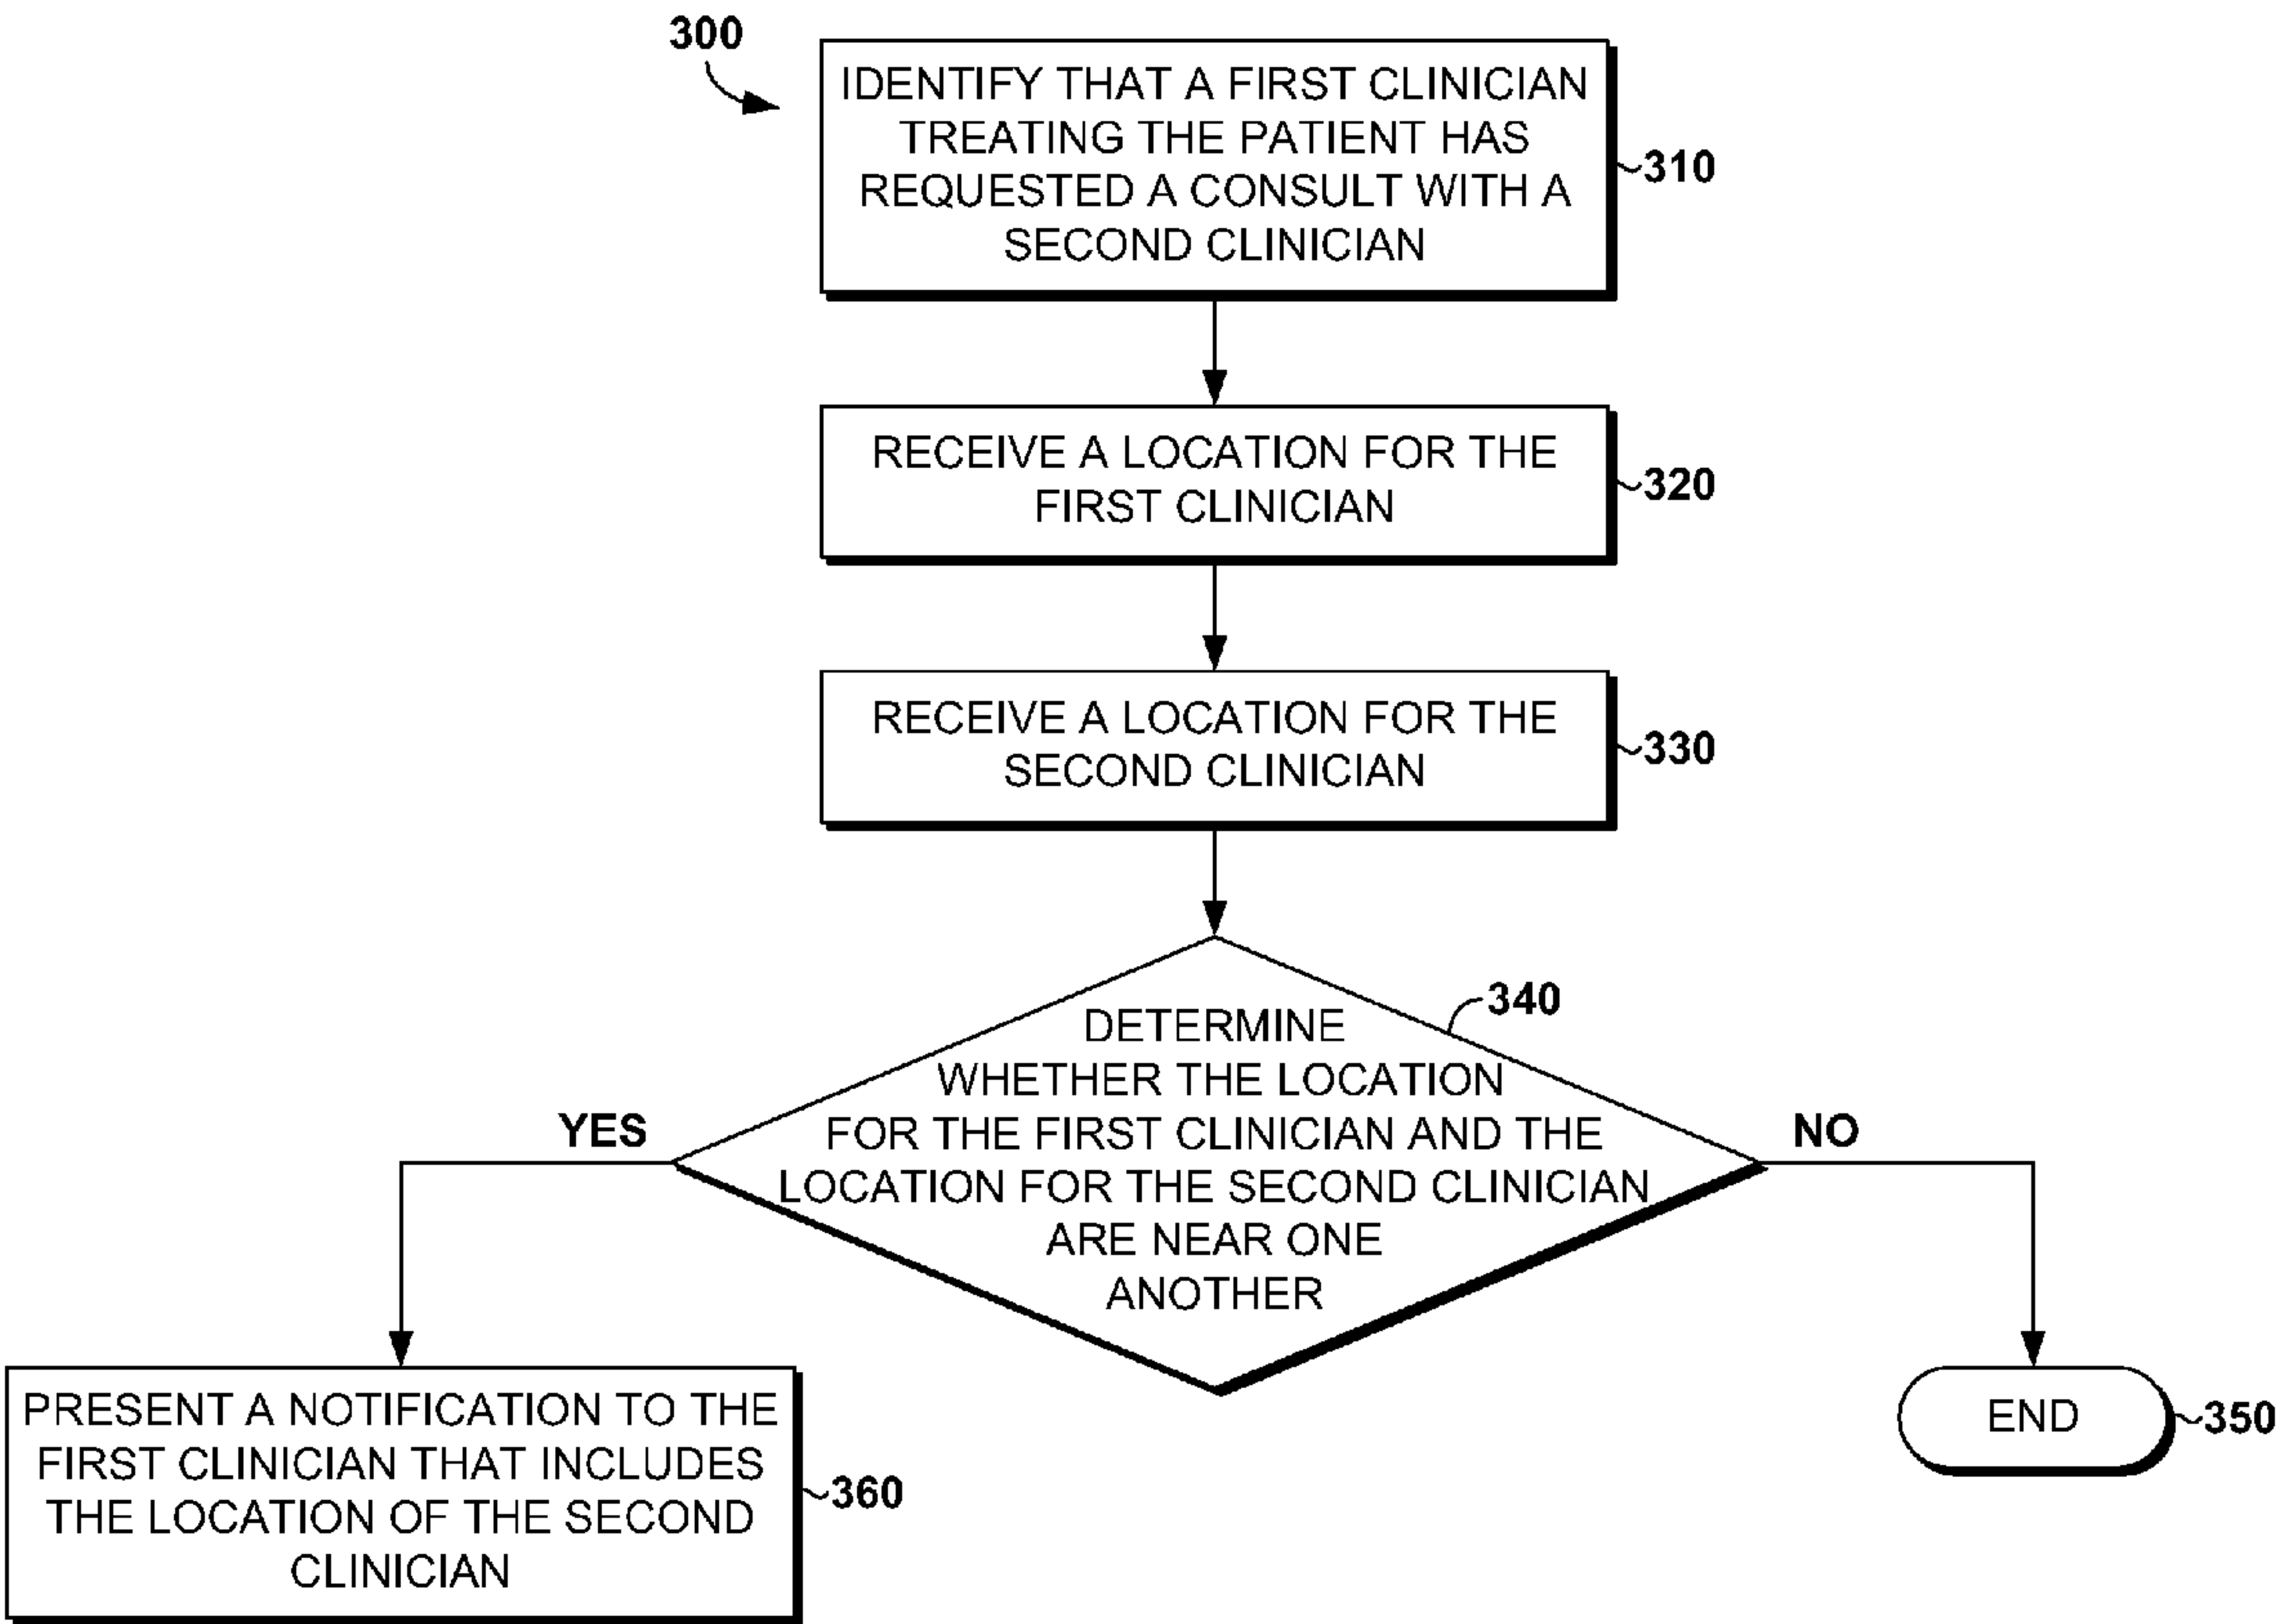 300
IDENTIFY THAT A FIRST CLINICIAN
TREATING THE PATIENT HAS
REQUESTED A CONSULT WITH A
SECOND CLINICIAN
310
RECEIVE A LOCATION FOR THE
FIRST CLINICIAN
320
RECEIVE A LOCATION FOR THE
SECOND CLINICIAN
330
340
DETERMINE
WHETHER THE LOCATION
FOR THE FIRST CLINICIAN AND THE
LOCATION FOR THE SECOND CLINICIAN
ARE NEAR ONE
ANOTHER
YES
NO
PRESENT A NOTIFICATION TO THE
FIRST CLINICIAN THAT INCLUDES
THE LOCATION OF THE SECOND
CLINICIAN
360
END
350